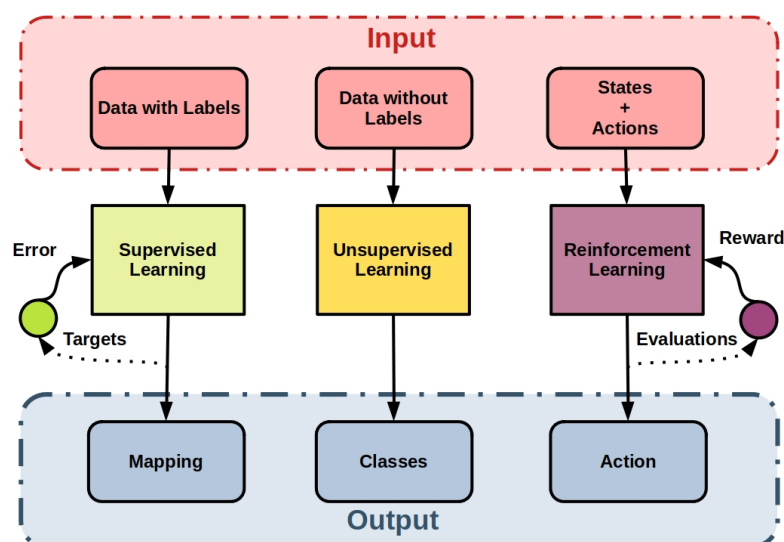 Input
Data with Labels
Data without
Labels
States
+
Actions
Error
Supervised
Learning
Unsupervised
Learning
Reinforcement
Learning
Reward
Targets
Evaluations
Mapping
Classes
Action
Output